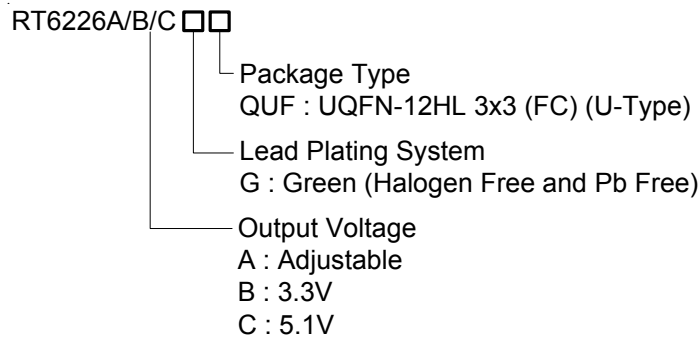 RT6226A/B/C □□
Package Type
QUF : UQFN-12HL 3x3 (FC) (U-Type)
Lead Plating System
G : Green (Halogen Free and Pb Free)
Output Voltage
A : Adjustable
B : 3.3V
C : 5.1V